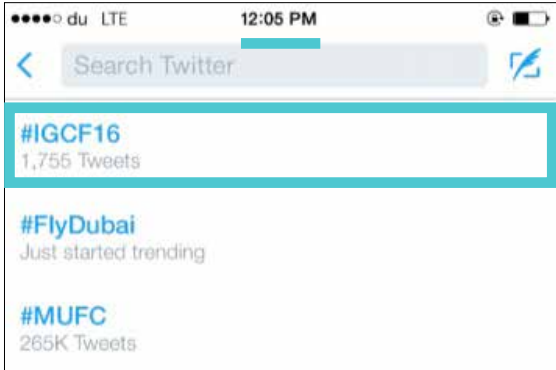 du LTE 12:05 PM
Search Twitter
#IGCF16
1,755 Tweets
#FlyDubai
Just started trending
#MUFC
265K Tweets